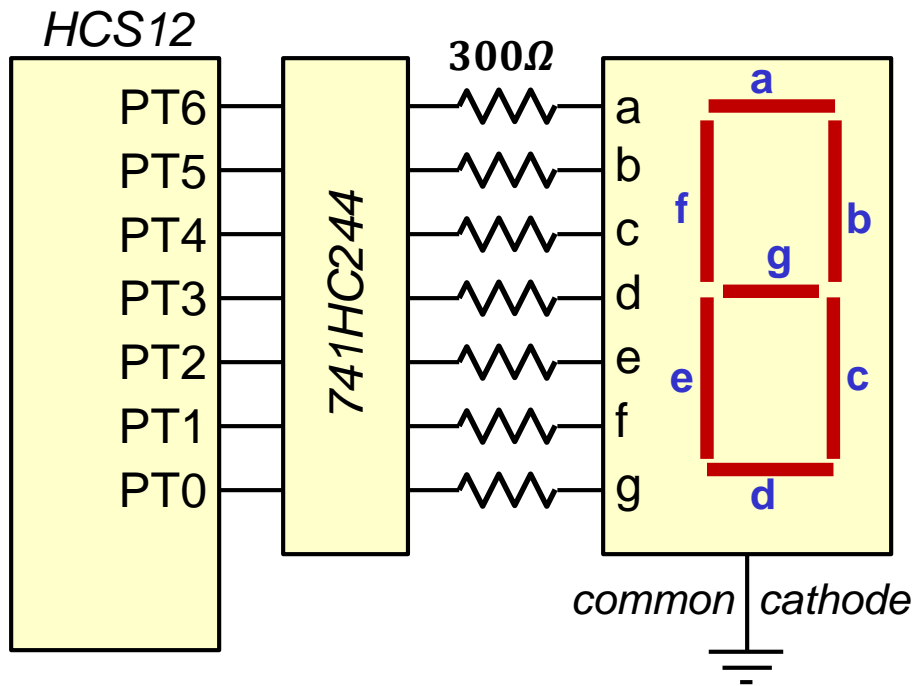 HCS12
300Ω
PT6
PT5
PT4
PT3
PT2
PT1
PT0
741HC244
a
b
c
d
e
f
g
a
f
b
g
e
c
d
common cathode